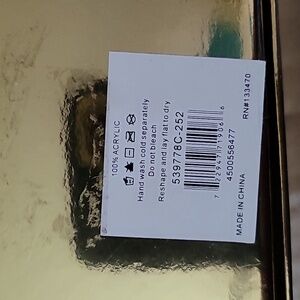 100% ACRYLIC
Hand wash cold separately
Do not bleach
Reshape and lay flat to dry
539778C-252
4500556477
MADE IN CHINA
RN#133470